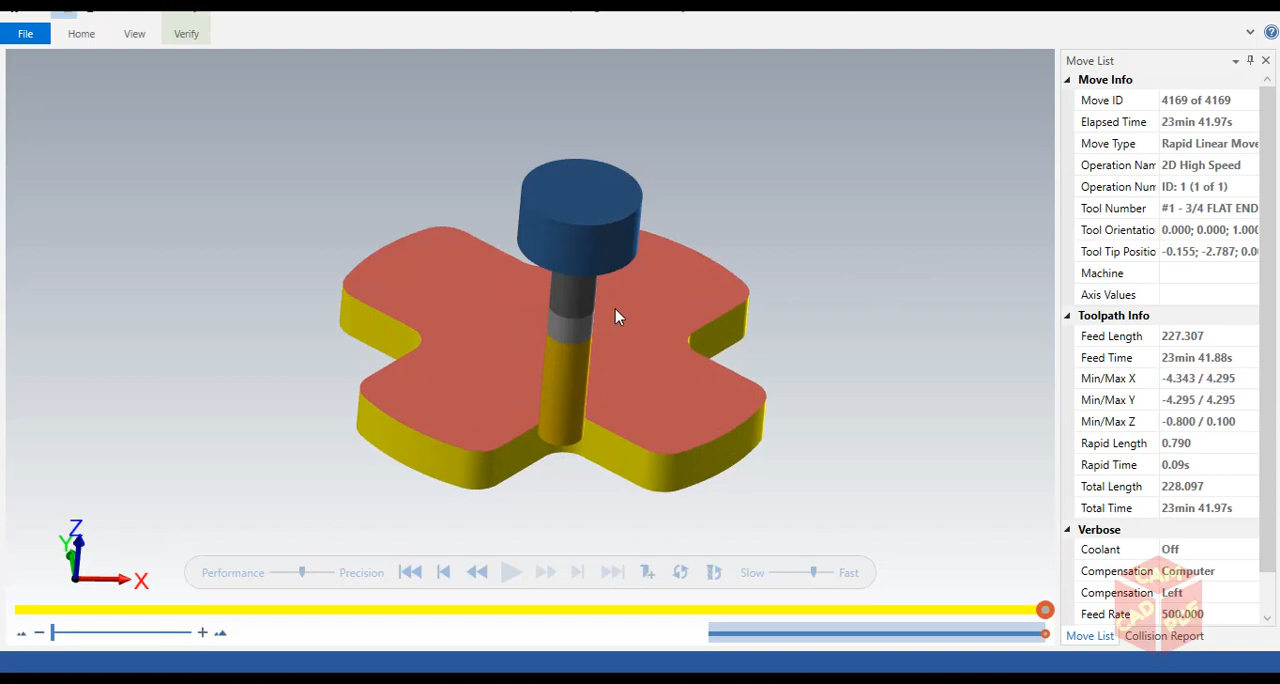 File Home View Verify
Move List
Move Info
Move ID 4169 of 4169
Elapsed Time 23min 41.97s
Move Type Rapid Linear Move
Operation Nam 2D High Speed
Operation Num ID: 1 (1 of 1)
Tool Number #1 - 3/4 FLAT END
Tool Orientatio 0.000; 0.000; 1.000
Tool Tip Positio -0.155; -2.787; 0.0
Machine
Axis Values
Toolpath Info
Feed Length 227.307
Feed Time 23min 41.88s
Min/Max X -4.343 / 4.295
Min/Max Y -4.295 / 4.295
Min/Max Z -0.800 / 0.100
Rapid Length 0.790
Rapid Time 0.09s
Total Length 228.097
Total Time 23min 41.97s
Verbose
Coolant Off
Compensation Computer
Compensation Left
Feed Rate 500.000
Move List Collision Report
Z
Y
X
Performance Precision Slow Fast